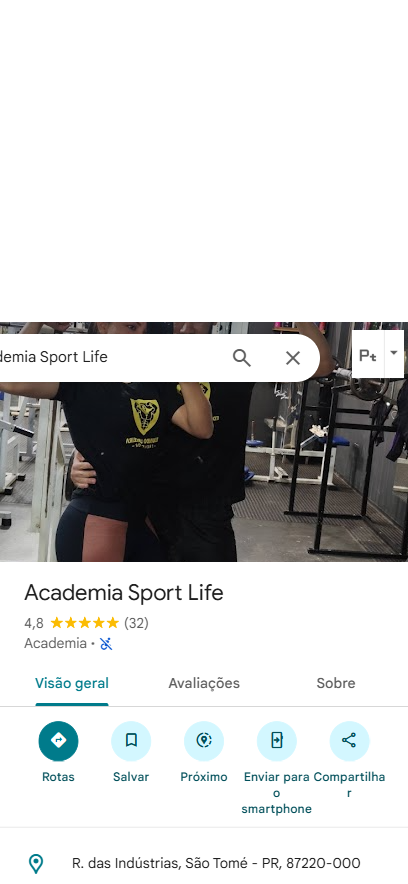 demia Sport Life
Pt
Academia Sport Life
4,8 (32)
Academia •
Visão geral
Avaliações
Sobre
Rotas
Salvar
Próximo
Enviar para o smartphone
Compartilhar
R. das Indústrias, São Tomé - PR, 87220-000